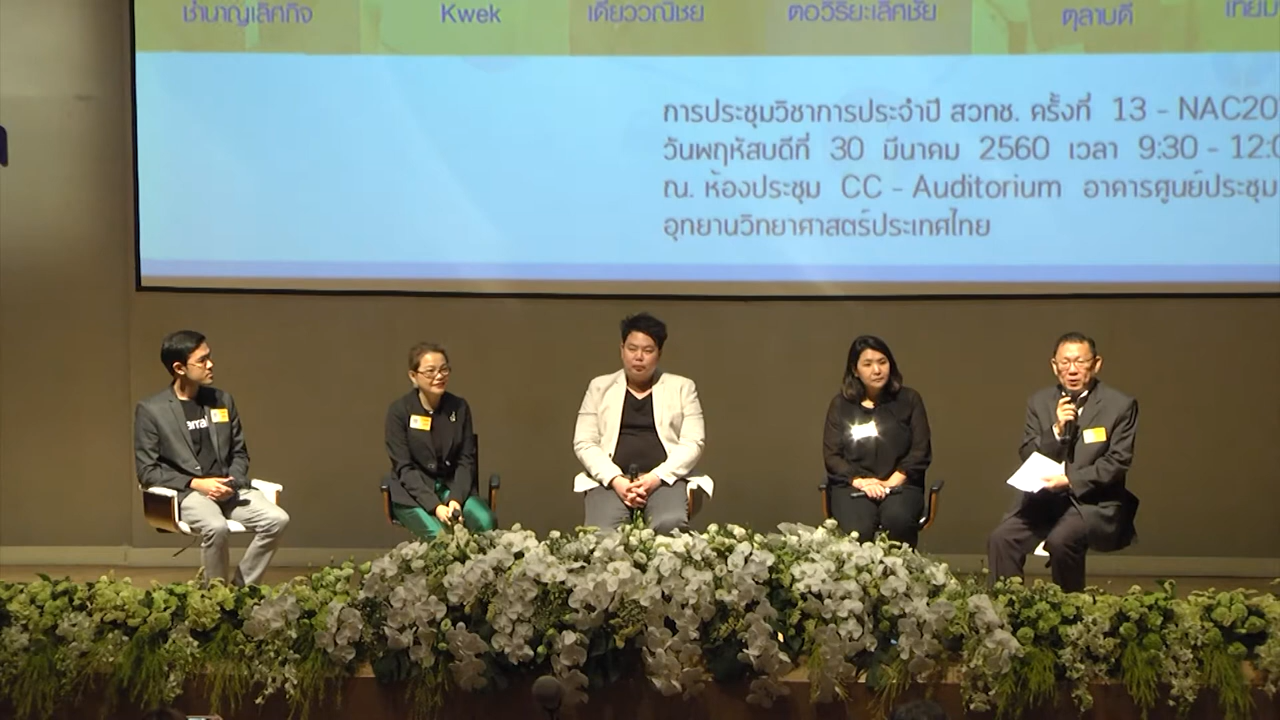 ชำนาญเลิศกิจ Kwek เดียววณิชย ตอวิริยะเลิศชัย ตุลาบดี
การประชุมวิชาการประจำปี สวทช. ครั้งที่ 13 - NAC20
วันพฤหัสบดีที่ 30 มีนาคม 2560 เวลา 9:30 - 12:0
ณ. ห้องประชุม CC - Auditorium อาคารศูนย์ประชุม
อุทยานวิทยาศาสตร์ประเทศไทย